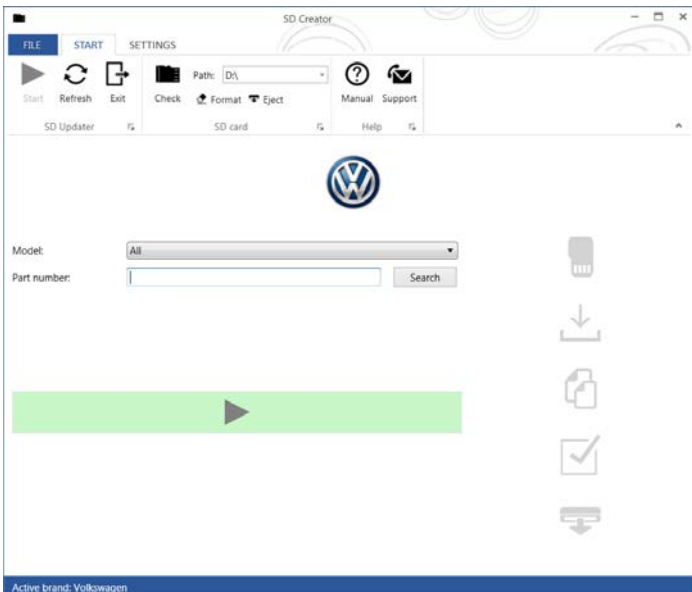 SD Creator
FILE START SETTINGS
Path: D:\
Start Refresh Exit Check Format Eject Manual Support
SD Updater SD card Help
Model: All
Part number: Search
Active brand: Volkswagen